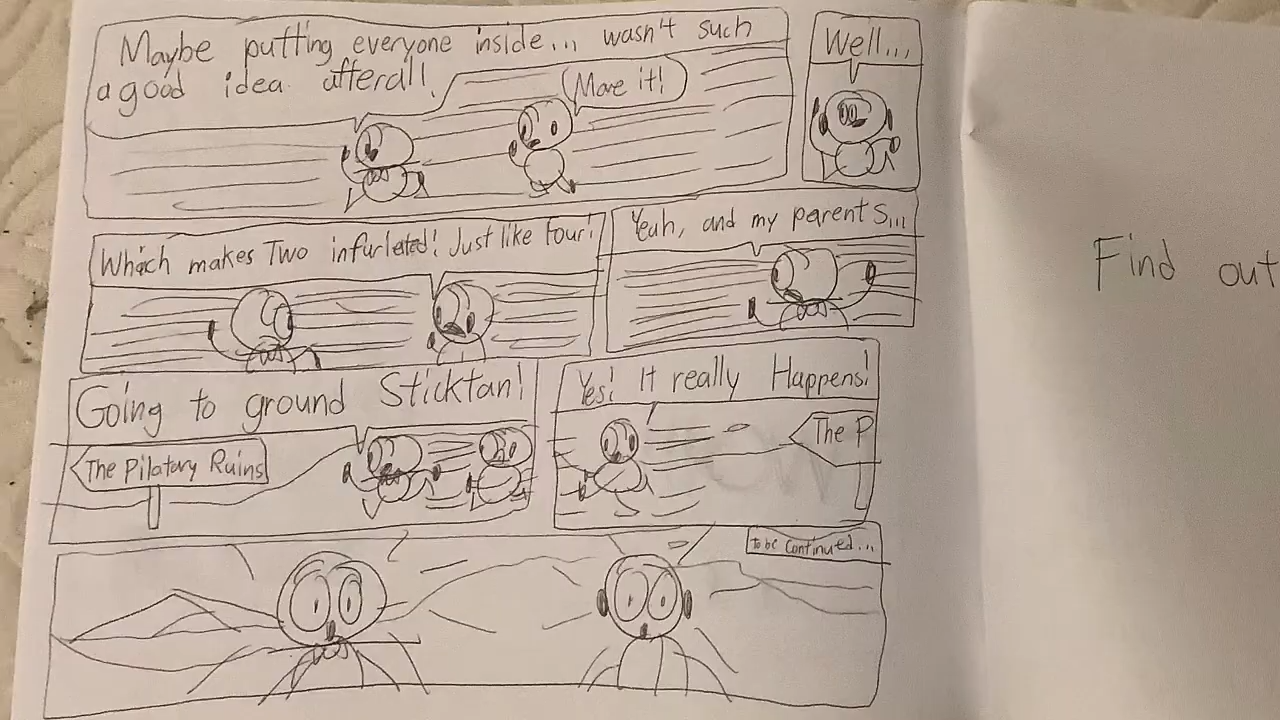 Maybe putting everyone inside... wasn't such
a good idea afterall!
Move it!
Well...
Which makes Two infurleted! Just like Four!
Yeah, and my parents...
Going to ground Sticktan!
The Pilatory Ruins
Yes! It really Happens!
The P
to be continued...
Find out